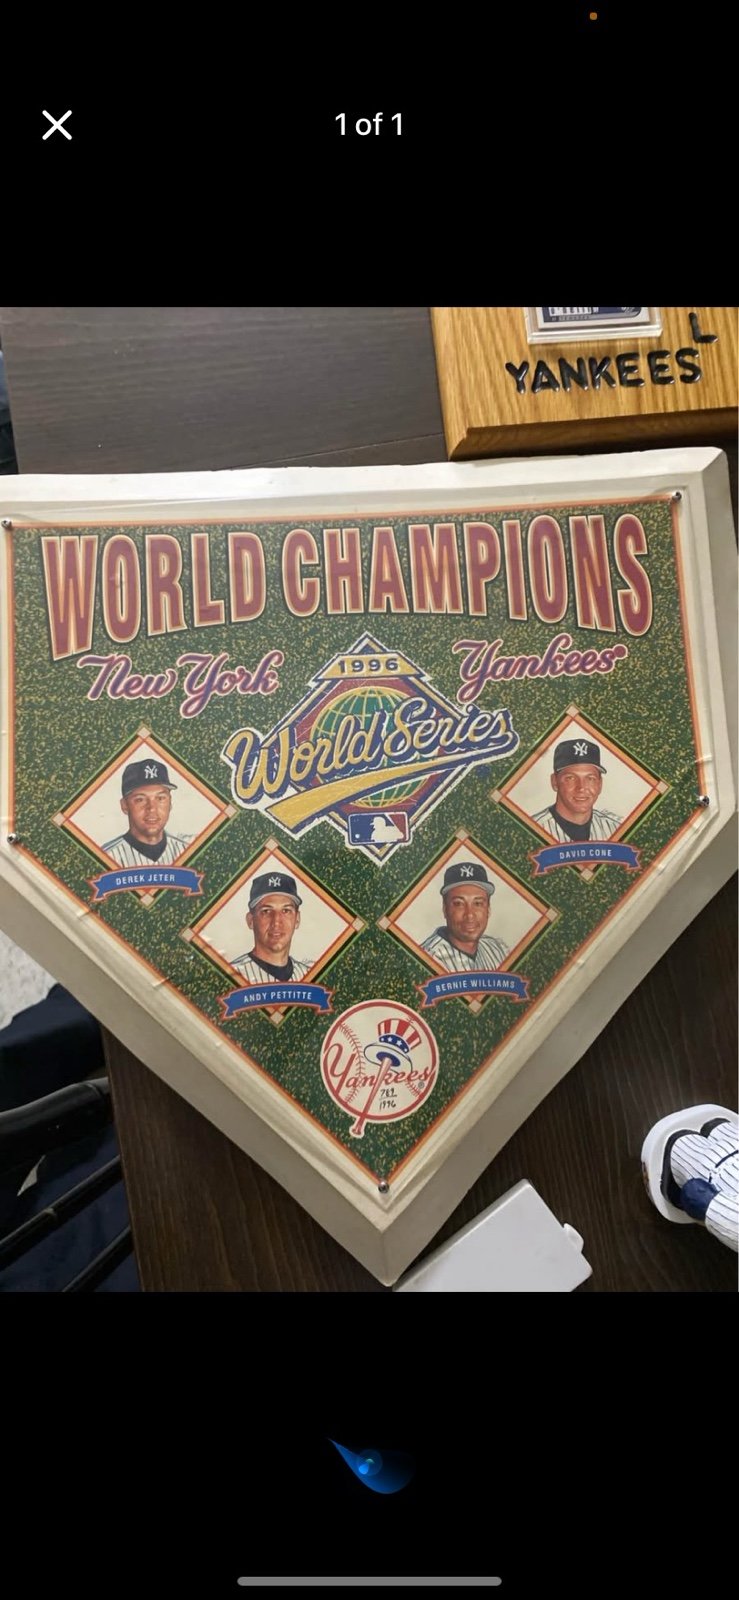 1 of 1
L
YANKEES
WORLD CHAMPIONS
New York
1996
Yankees®
World Series
DEREK JETER
DAVID CONE
ANDY PETTITTE
BERNIE WILLIAMS
Yankees®
1996